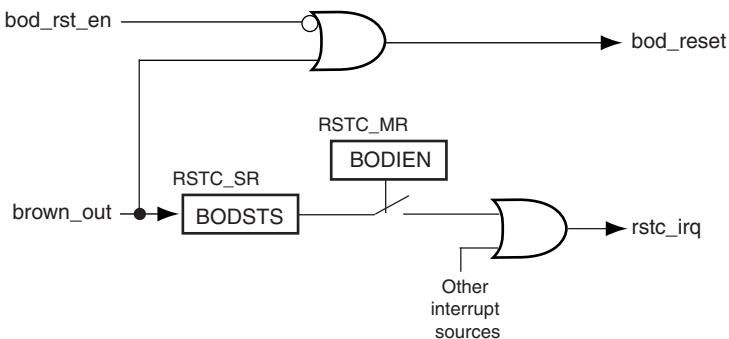 bod_rst_en
bod_reset
RSTC_MR
BODIEN
RSTC_SR
brown_out
BODSTS
rstc_irq
Other
interrupt
sources